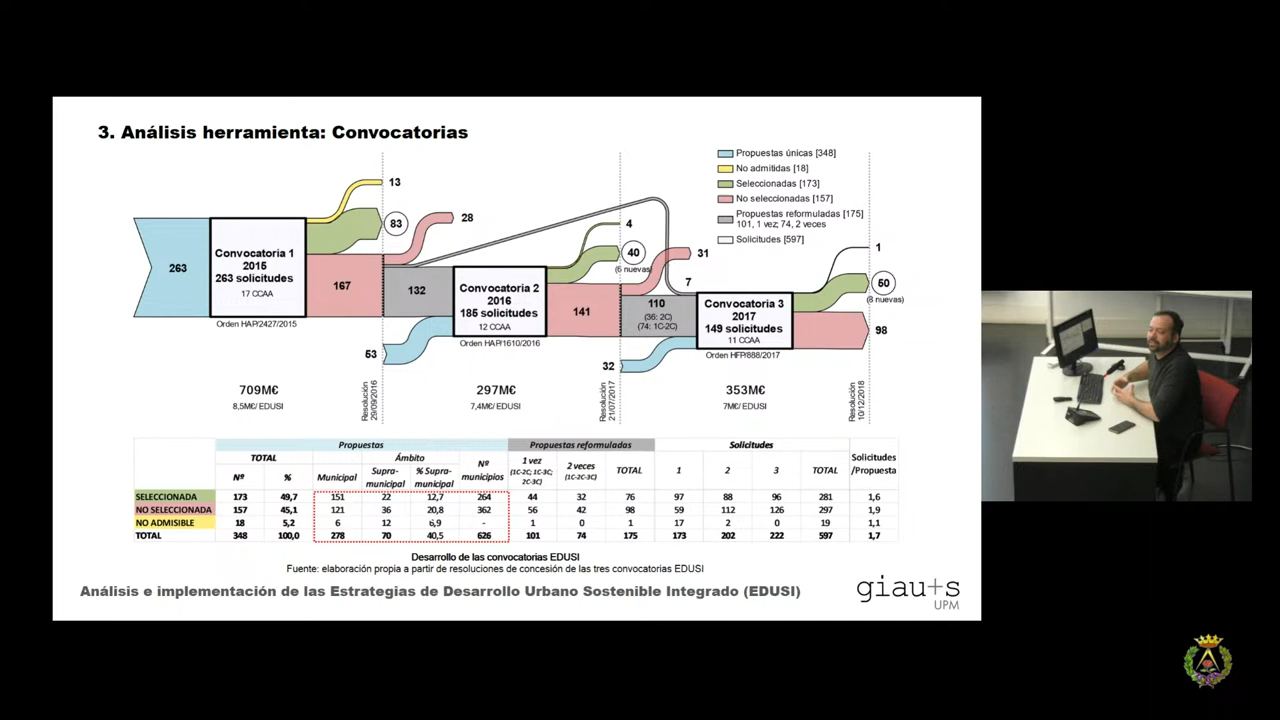 3. Análisis herramienta: Convocatorias
Propuestas únicas [348]
No admitidas [18]
Seleccionadas [173]
No seleccionadas [157]
Propuestas reformuladas [175]
101, 1 vez; 74, 2 veces
Solicitudes [597]
263
Convocatoria 1
2015
263 solicitudes
17 CCAA
Orden HAP/2427/2015
13
83
167
28
132
53
Convocatoria 2
2016
185 solicitudes
12 CCAA
Orden HAP/1610/2016
4
40
(6 nuevas)
141
31
7
110
(36: 2C)
(74: 1C-2C)
32
Convocatoria 3
2017
149 solicitudes
11 CCAA
Orden HFP/888/2017
1
50
(8 nuevas)
98
709M€
8,5M€/ EDUSI
Resolución
29/09/2016
297M€
7,4M€/ EDUSI
Resolución
21/07/2017
353M€
7M€/ EDUSI
Resolución
10/12/2018
Propuestas Propuestas reformuladas Solicitudes Solicitudes /Propuesta
TOTAL Ámbito
Nº % Municipal Supra-municipal % Supra-municipal Nº municipios 1 vez (1C-2C; 1C-3C; 2C-3C) 2 veces (1C-2C-3C) TOTAL 1 2 3 TOTAL
SELECCIONADA 173 49,7 151 22 12,7 264 44 32 76 97 88 96 281 1,6
NO SELECCIONADA 157 45,1 121 36 20,8 362 56 42 98 59 112 126 297 1,9
NO ADMISIBLE 18 5,2 6 12 6,9 - 1 0 1 17 2 0 19 1,1
TOTAL 348 100,0 278 70 40,5 626 101 74 175 173 202 222 597 1,7
Desarrollo de las convocatorias EDUSI
Fuente: elaboración propia a partir de resoluciones de concesión de las tres convocatorias EDUSI
Análisis e implementación de las Estrategias de Desarrollo Urbano Sostenible Integrado (EDUSI)
giau+s
UPM